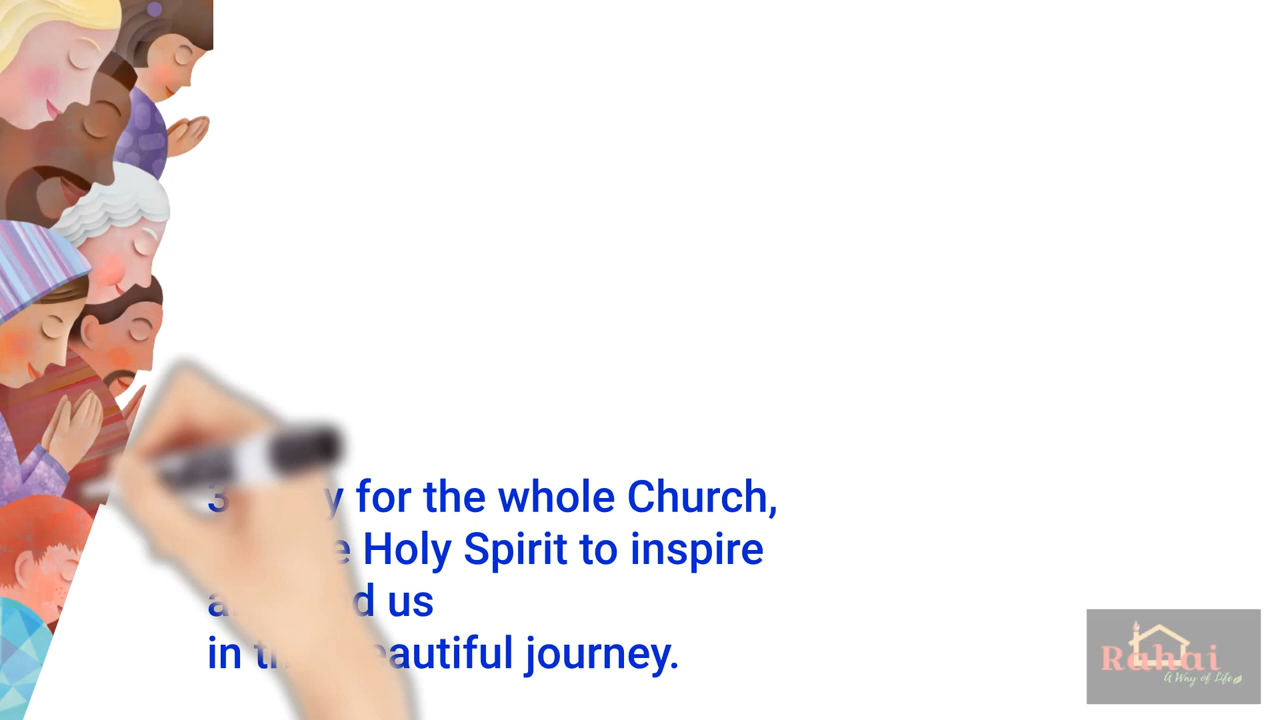 3 y for the whole Church,
e Holy Spirit to inspire
a d us
in t eautiful journey.
Rahai
A Way of Life